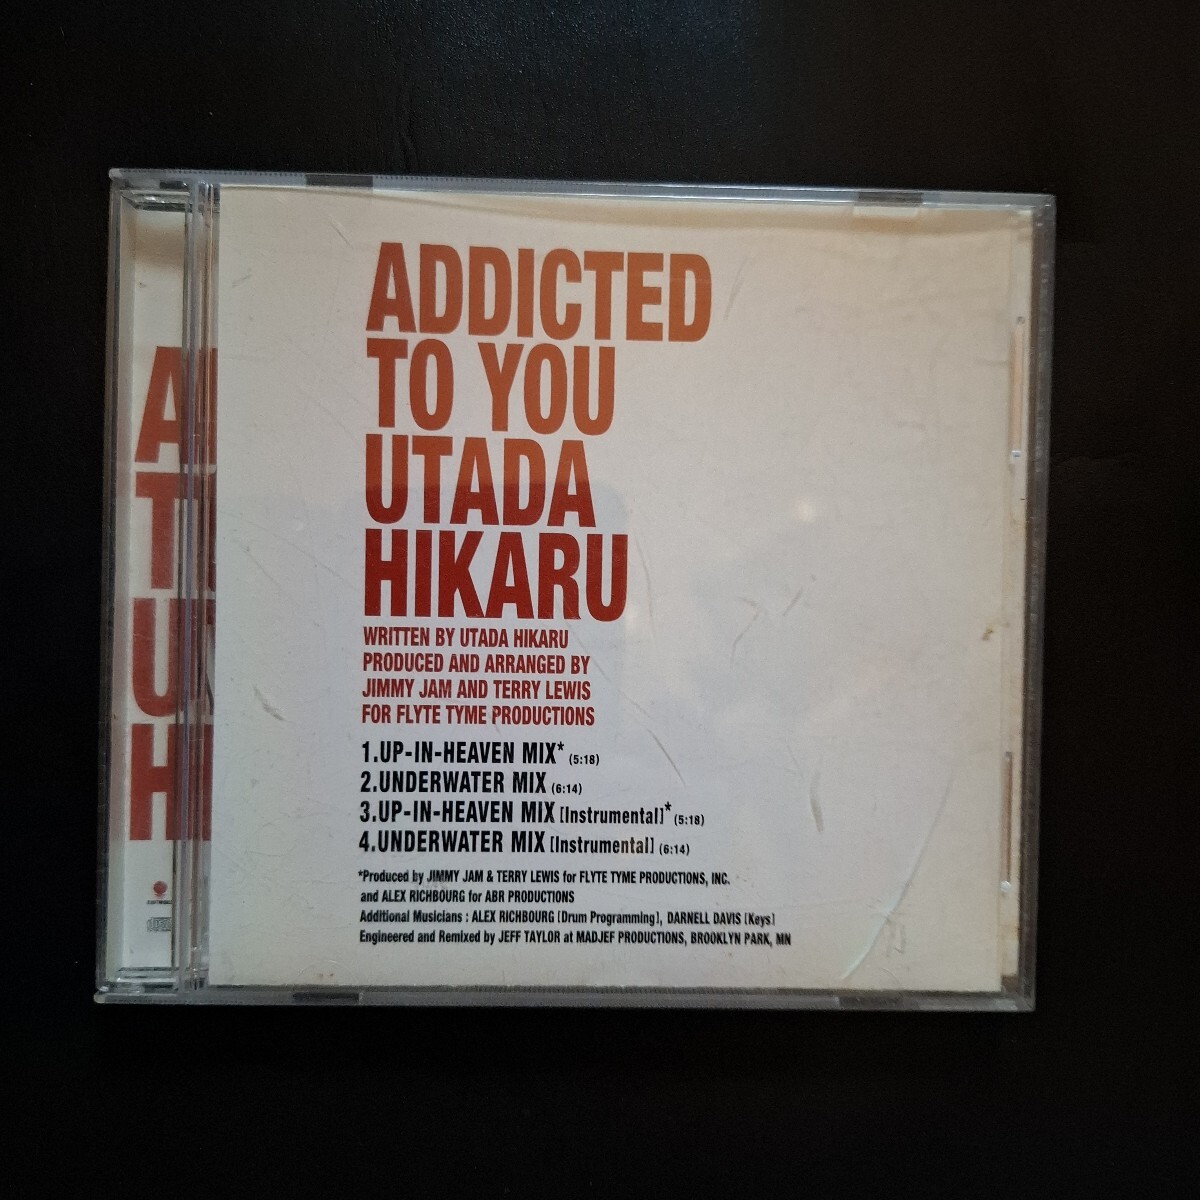 ADDICTED
TO YOU
UTADA
HIKARU
WRITTEN BY UTADA HIKARU
PRODUCED AND ARRANGED BY
JIMMY JAM AND TERRY LEWIS
FOR FLYTE TYME PRODUCTIONS
1.UP-IN-HEAVEN MIX* (5:18)
2.UNDERWATER MIX (6:14)
3.UP-IN-HEAVEN MIX [Instrumental]* (5:18)
4.UNDERWATER MIX [Instrumental] (6:14)
*Produced by JIMMY JAM & TERRY LEWIS for FLYTE TYME PRODUCTIONS, INC.
and ALEX RICHBOURG for ABR PRODUCTIONS
Additional Musicians : ALEX RICHBOURG [Drum Programming], DARNELL DAVIS [Keys]
Engineered and Remixed by JEFF TAYLOR at MADJEF PRODUCTIONS, BROOKLYN PARK, MN
A
T
U
H